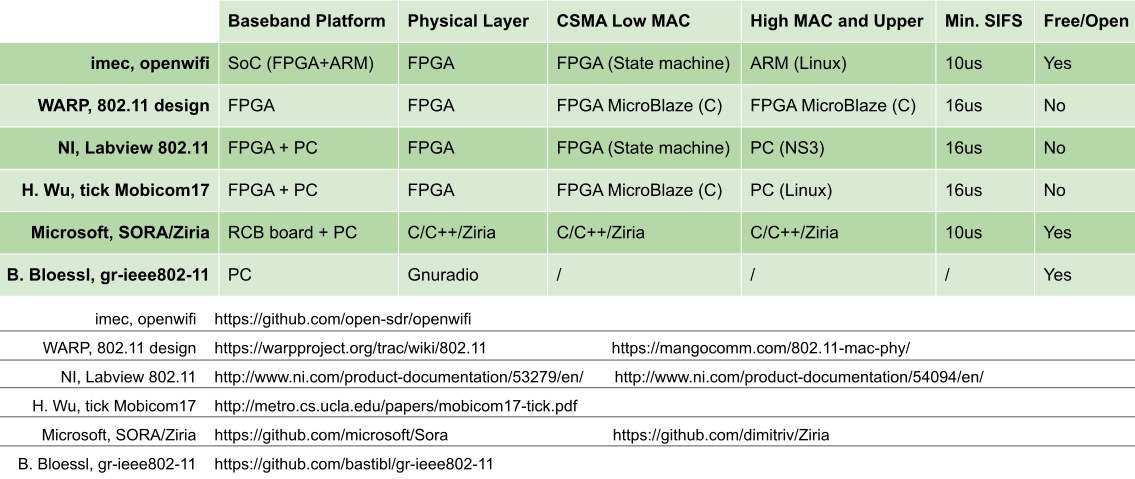 Baseband Platform Physical Layer CSMA Low MAC High MAC and Upper Min. SIFS Free/Open
imec, openwifi SoC (FPGA+ARM) FPGA FPGA (State machine) ARM (Linux) 10us Yes
WARP, 802.11 design FPGA FPGA FPGA MicroBlaze (C) FPGA MicroBlaze (C) 16us No
NI, Labview 802.11 FPGA + PC FPGA FPGA (State machine) PC (NS3) 16us No
H. Wu, tick Mobicom17 FPGA + PC FPGA FPGA MicroBlaze (C) PC (Linux) 16us No
Microsoft, SORA/Ziria RCB board + PC C/C++/Ziria C/C++/Ziria C/C++/Ziria 10us Yes
B. Bloessl, gr-ieee802-11 PC Gnuradio / / / Yes
imec, openwifi https://github.com/open-sdr/openwifi
WARP, 802.11 design https://warpproject.org/trac/wiki/802.11 https://mangocomm.com/802.11-mac-phy/
NI, Labview 802.11 http://www.ni.com/product-documentation/53279/en/ http://www.ni.com/product-documentation/54094/en/
H. Wu, tick Mobicom17 http://metro.cs.ucla.edu/papers/mobicom17-tick.pdf
Microsoft, SORA/Ziria https://github.com/microsoft/Sora https://github.com/dimitriv/Ziria
B. Bloessl, gr-ieee802-11 https://github.com/bastibl/gr-ieee802-11